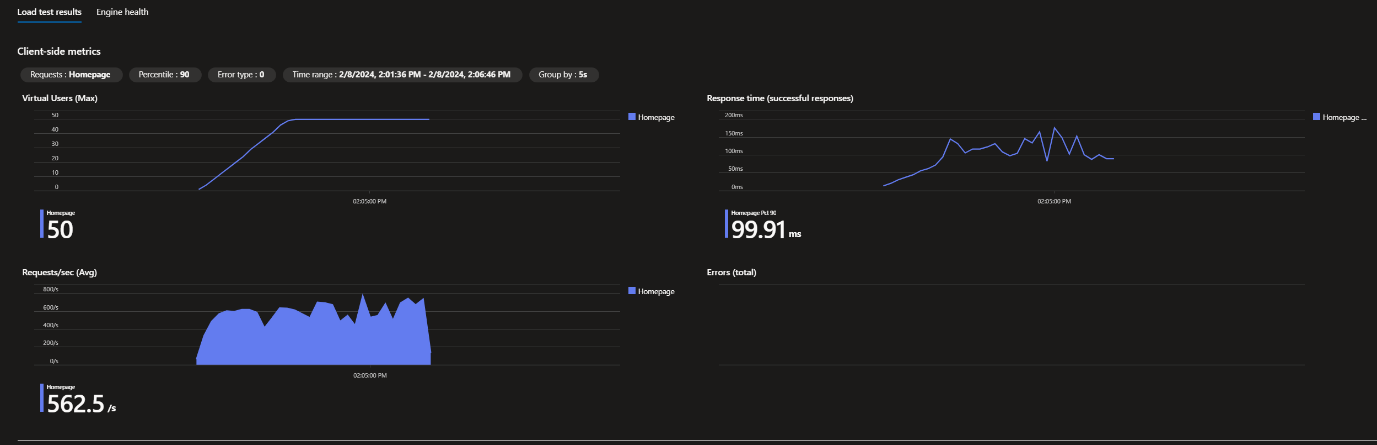 Load test results Engine health
Client-side metrics
Requests : Homepage Percentile : 90 Error type : 0 Time range : 2/8/2024, 2:01:36 PM - 2/8/2024, 2:06:46 PM Group by : 5s
Virtual Users (Max)
50
40
30
20
10
0
02:05:00 PM
Homepage
Homepage
50
Response time (successful responses)
200ms
150ms
100ms
50ms
0ms
02:05:00 PM
Homepage ...
Homepage Pct 90
99.91 ms
Requests/sec (Avg)
800/s
600/s
400/s
200/s
0/s
02:05:00 PM
Homepage
Homepage
562.5 /s
Errors (total)